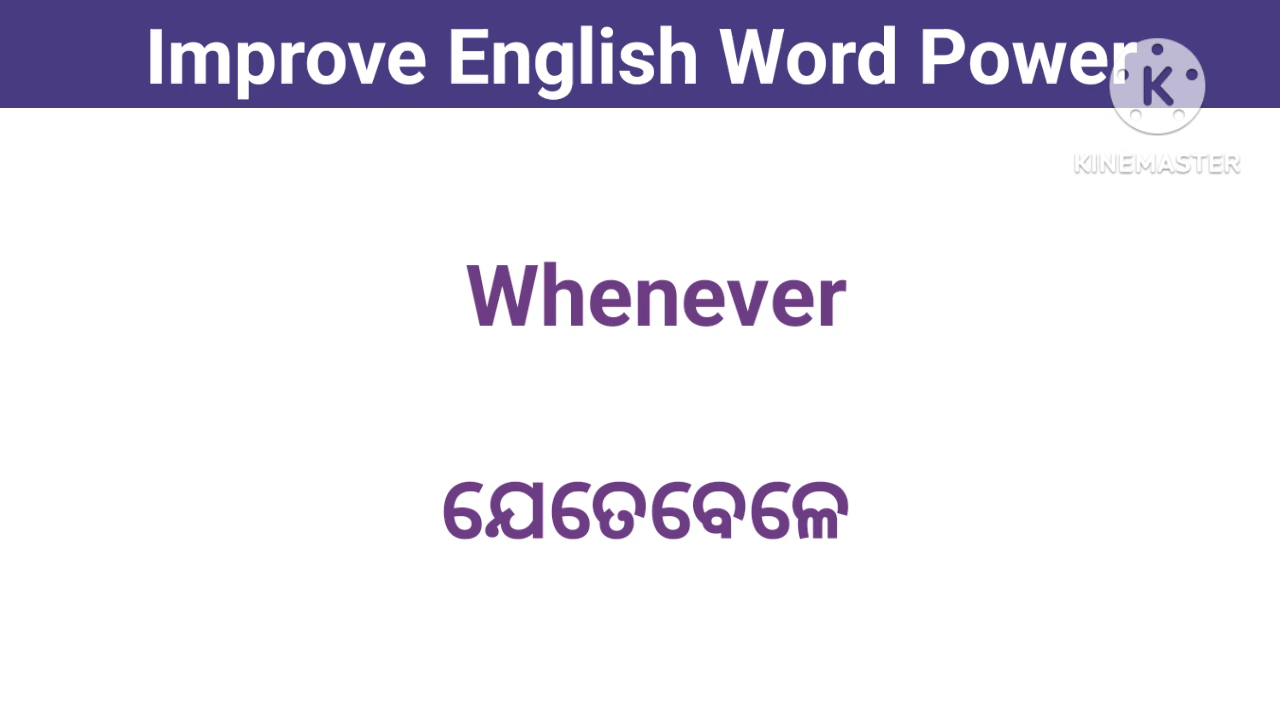 Improve English Word Power
K
KINEMASTER
Whenever
ଯେତେବେଳେ